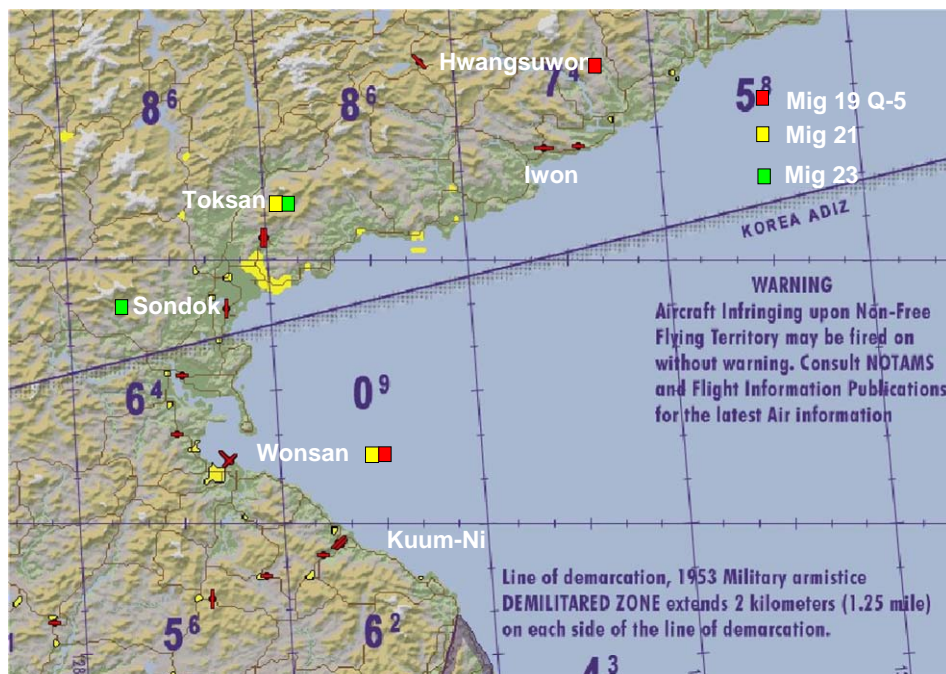 Hwangsuwon
7⁴
8⁶
8⁶
5⁸
Mig 19 Q-5
Mig 21
Iwon
Mig 23
Toksan
KOREA ADIZ
WARNING
Aircraft Infringing upon Non-Free
Flying Territory may be fired on
without warning. Consult NOTAMS
and Flight Information Publications
for the latest Air information
Sondok
6⁴
0⁹
Wonsan
Kuum-Ni
Line of demarcation, 1953 Military armistice
DEMILITARED ZONE extends 2 kilometers (1.25 mile)
on each side of the line of demarcation.
5⁶
6²
4³